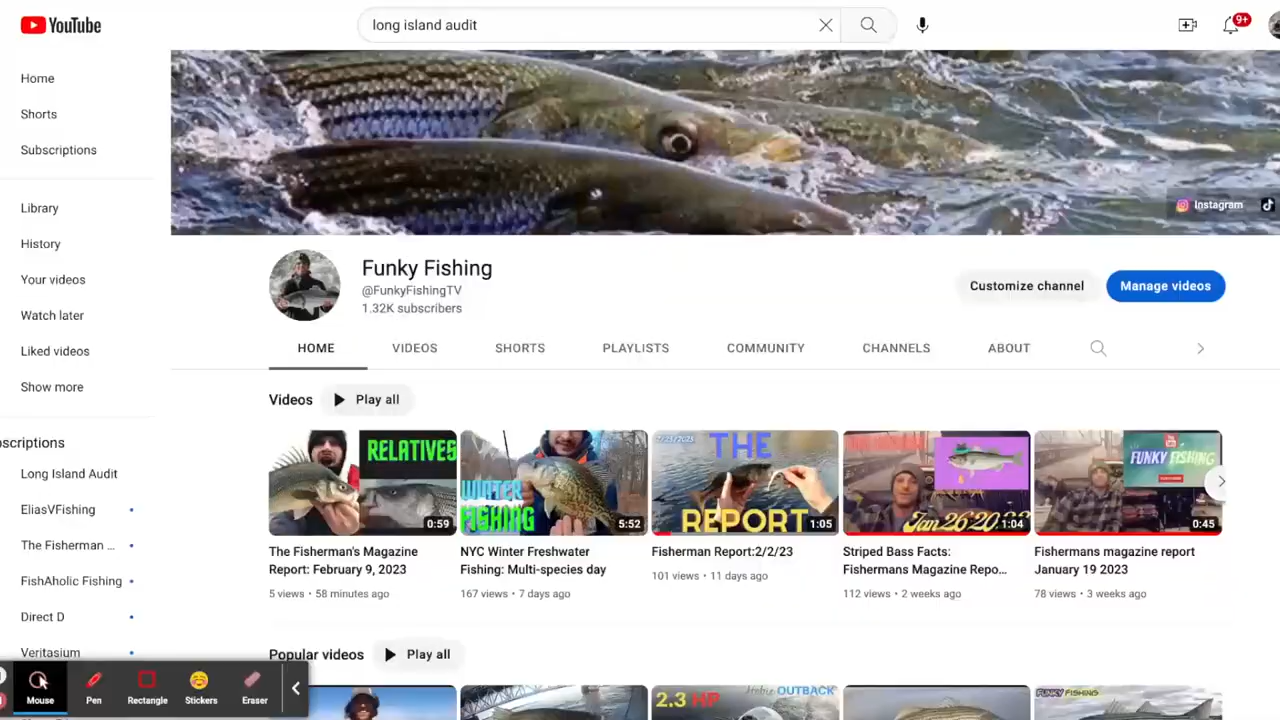 YouTube
long island audit
9+
Home
Shorts
Subscriptions
Library
History
Your videos
Watch later
Liked videos
Show more
scriptions
Long Island Audit
EliasVFishing
The Fisherman ...
FishAholic Fishing
Direct D
Veritasium
Instagram
Funky Fishing
@FunkyFishingTV
1.32K subscribers
Customize channel
Manage videos
HOME
VIDEOS
SHORTS
PLAYLISTS
COMMUNITY
CHANNELS
ABOUT
Videos
Play all
RELATIVES
0:59
The Fisherman's Magazine
Report: February 9, 2023
5 views • 58 minutes ago
WINTER
FISHING
5:52
NYC Winter Freshwater
Fishing: Multi-species day
167 views • 7 days ago
THE
REPORT
1:05
Fisherman Report:2/2/23
101 views • 11 days ago
Jan 26 20
1:04
Striped Bass Facts:
Fishermans Magazine Repo...
112 views • 2 weeks ago
FUNKY FISHING
0:45
Fishermans magazine report
January 19 2023
78 views • 3 weeks ago
Popular videos
Play all
2.3 HP
OUTBACK
FUNKY FISHING
Mouse
Pen
Rectangle
Stickers
Eraser